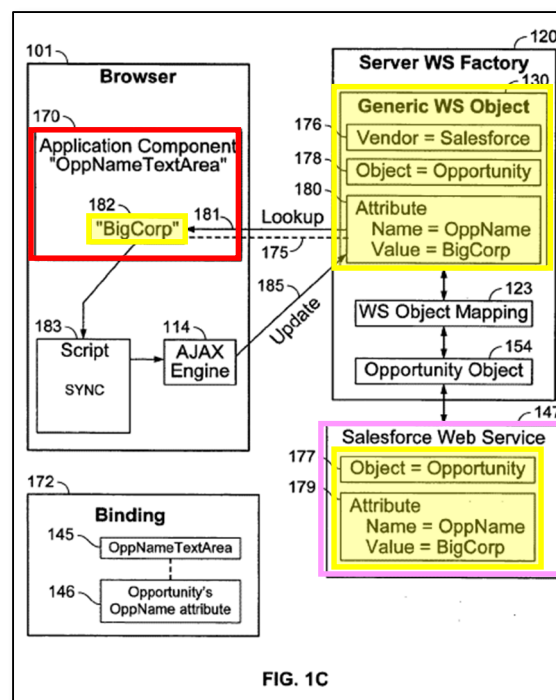 101
Browser
170
Application Component
"OppNameTextArea"
182
"BigCorp"
181
Lookup
175
185
Update
183
Script
SYNC
114
AJAX
Engine
120
Server WS Factory
130
Generic WS Object
176
Vendor = Salesforce
178
Object = Opportunity
180
Attribute
Name = OppName
Value = BigCorp
123
WS Object Mapping
154
Opportunity Object
147
Salesforce Web Service
177
Object = Opportunity
179
Attribute
Name = OppName
Value = BigCorp
172
Binding
145
OppNameTextArea
146
Opportunity's
OppName attribute
FIG. 1C